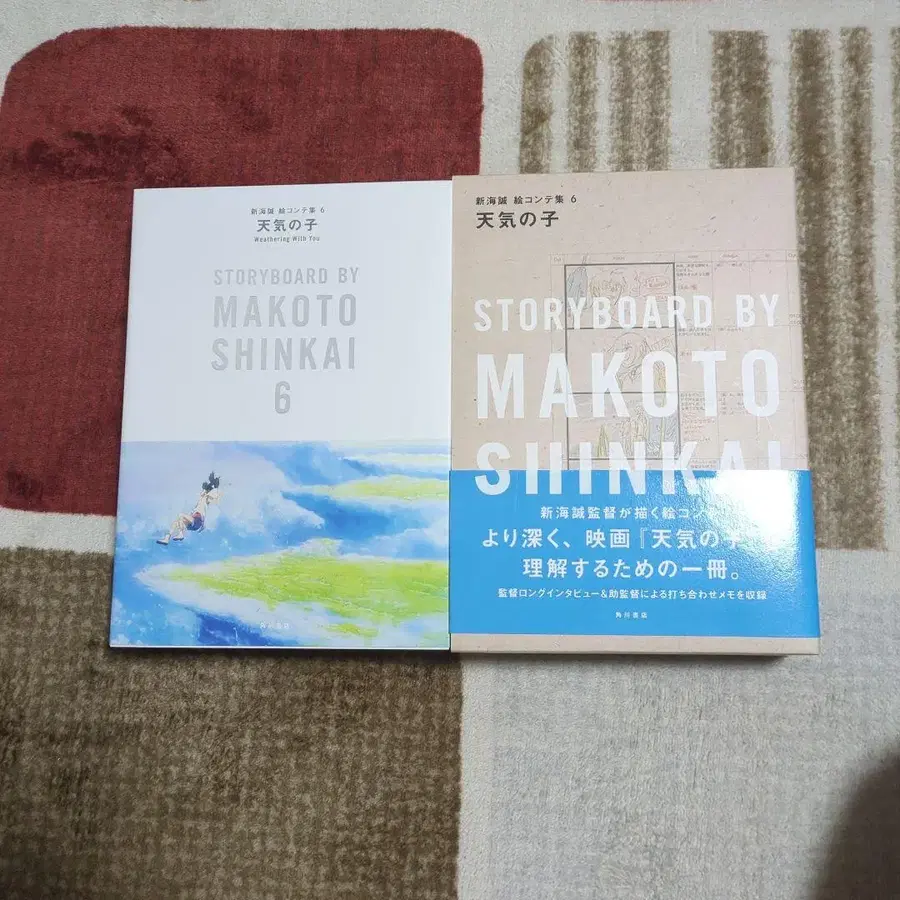 新海誠 絵コンテ集 6
天気の子
Weathering With You
STORYBOARD BY
MAKOTO
SHINKAI
6
角川書店
新海誠 絵コンテ集 6
天気の子
STORYBOARD BY
MAKOTO
SHINKAI
新海誠監督が描く絵コン
より深く、映画『天気の子
理解するための一冊。
監督ロングインタビュー&助監督による打ち合わせメモを収録
角川書店